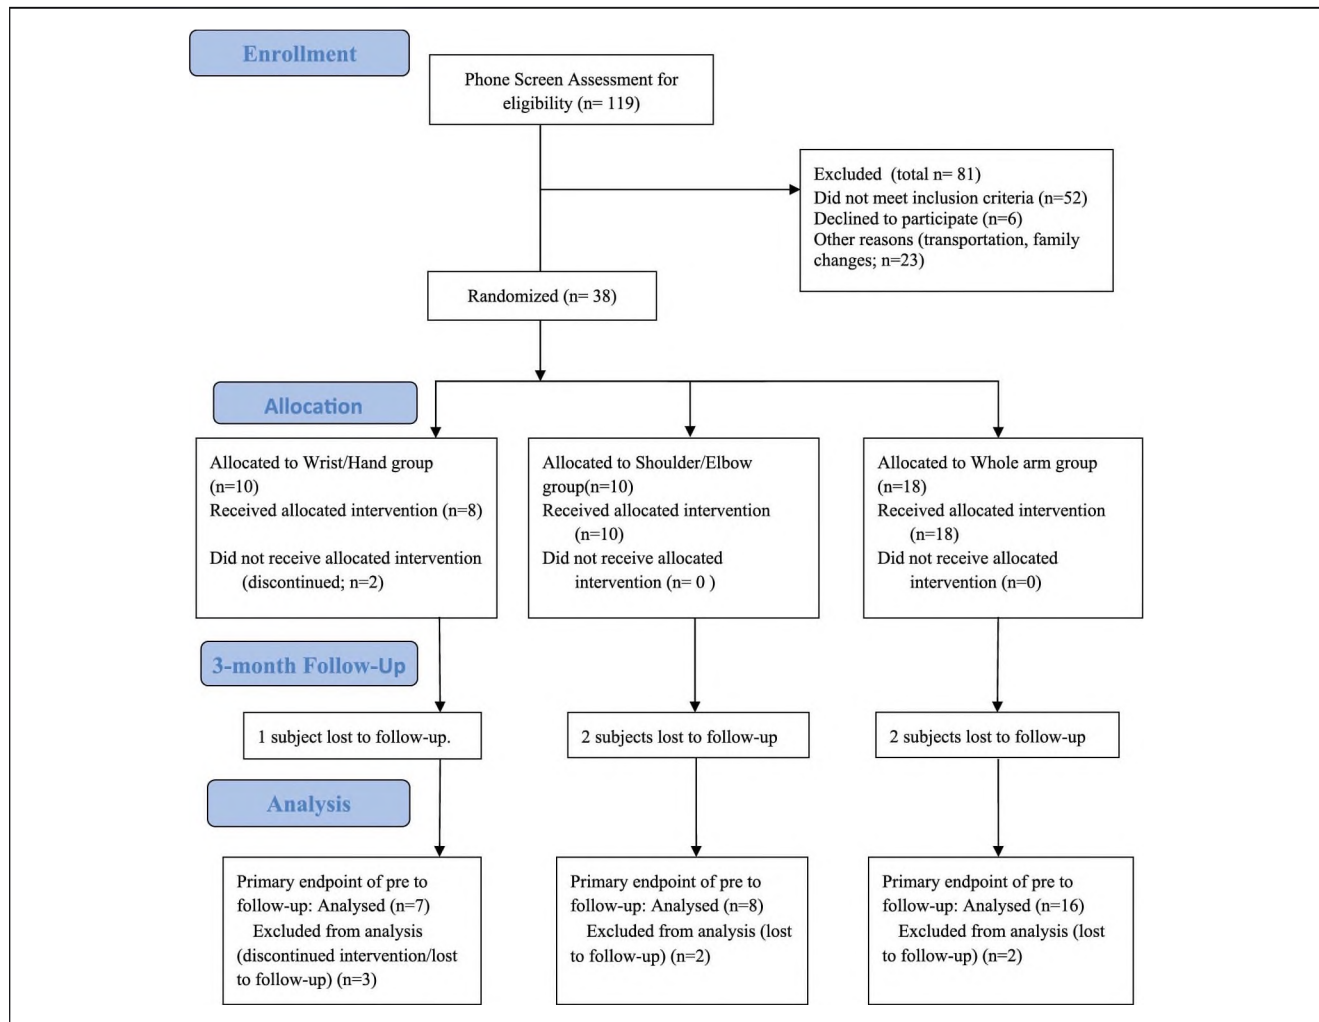 Enrollment
Phone Screen Assessment for
eligibility (n= 119)
Excluded  (total n= 81)
Did not meet inclusion criteria (n=52)
Declined to participate (n=6)
Other reasons (transportation, family
changes; n=23)
Randomized (n= 38)
Allocation
Allocated to Wrist/Hand group
(n=10)
Received allocated intervention (n=8)
Did not receive allocated intervention
(discontinued; n=2)
Allocated to Shoulder/Elbow
group(n=10)
Received allocated intervention
(n=10)
Did not receive allocated
intervention (n= 0 )
Allocated to Whole arm group
(n=18)
Received allocated intervention
(n=18)
Did not receive allocated
intervention (n=0)
3-month Follow-Up
1 subject lost to follow-up.
2 subjects lost to follow-up
2 subjects lost to follow-up
Analysis
Primary endpoint of pre to
follow-up: Analysed (n=7)
Excluded from analysis
(discontinued intervention/lost
to follow-up) (n=3)
Primary endpoint of pre to
follow-up: Analysed (n=8)
Excluded from analysis (lost
to follow-up) (n=2)
Primary endpoint of pre to
follow-up: Analysed (n=16)
Excluded from analysis (lost
to follow-up) (n=2)